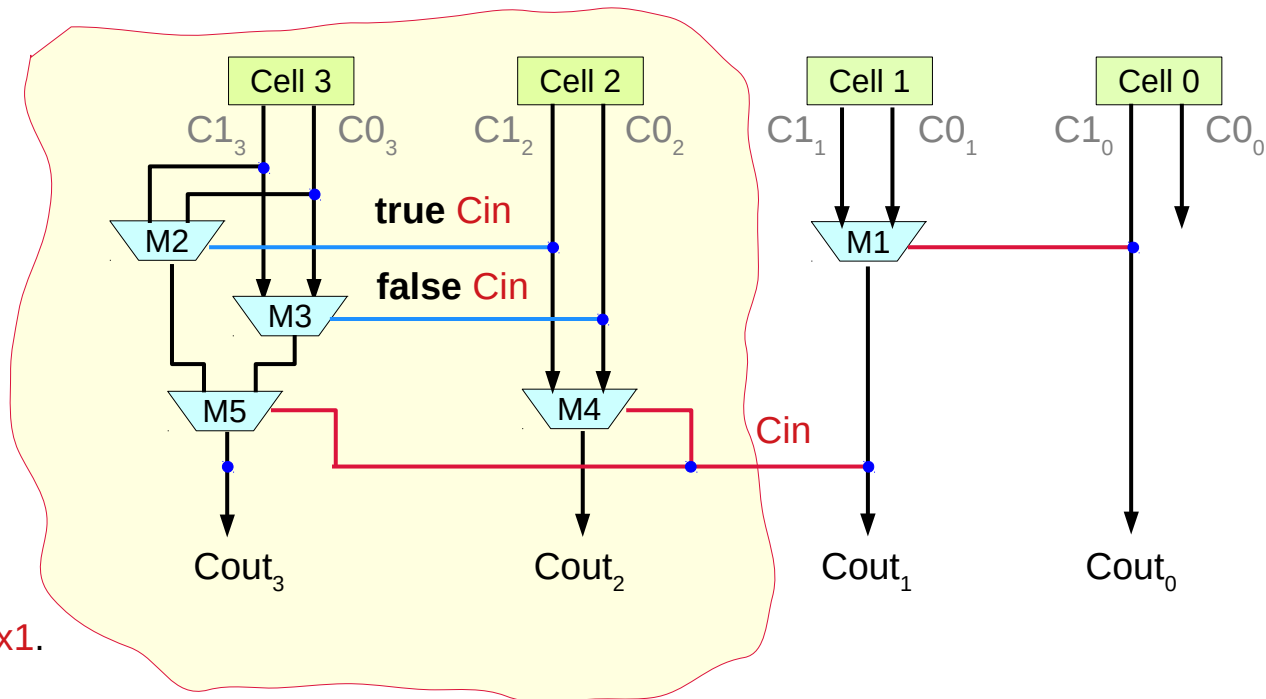 Cell 3 Cell 2 Cell 1 Cell 0
C1₃ C0₃ C1₂ C0₂ C1₁ C0₁ C1₀ C0₀
true Cin
M2 M1
false Cin
M3
M5 M4
Cin
Cout₃ Cout₂ Cout₁ Cout₀
x1.